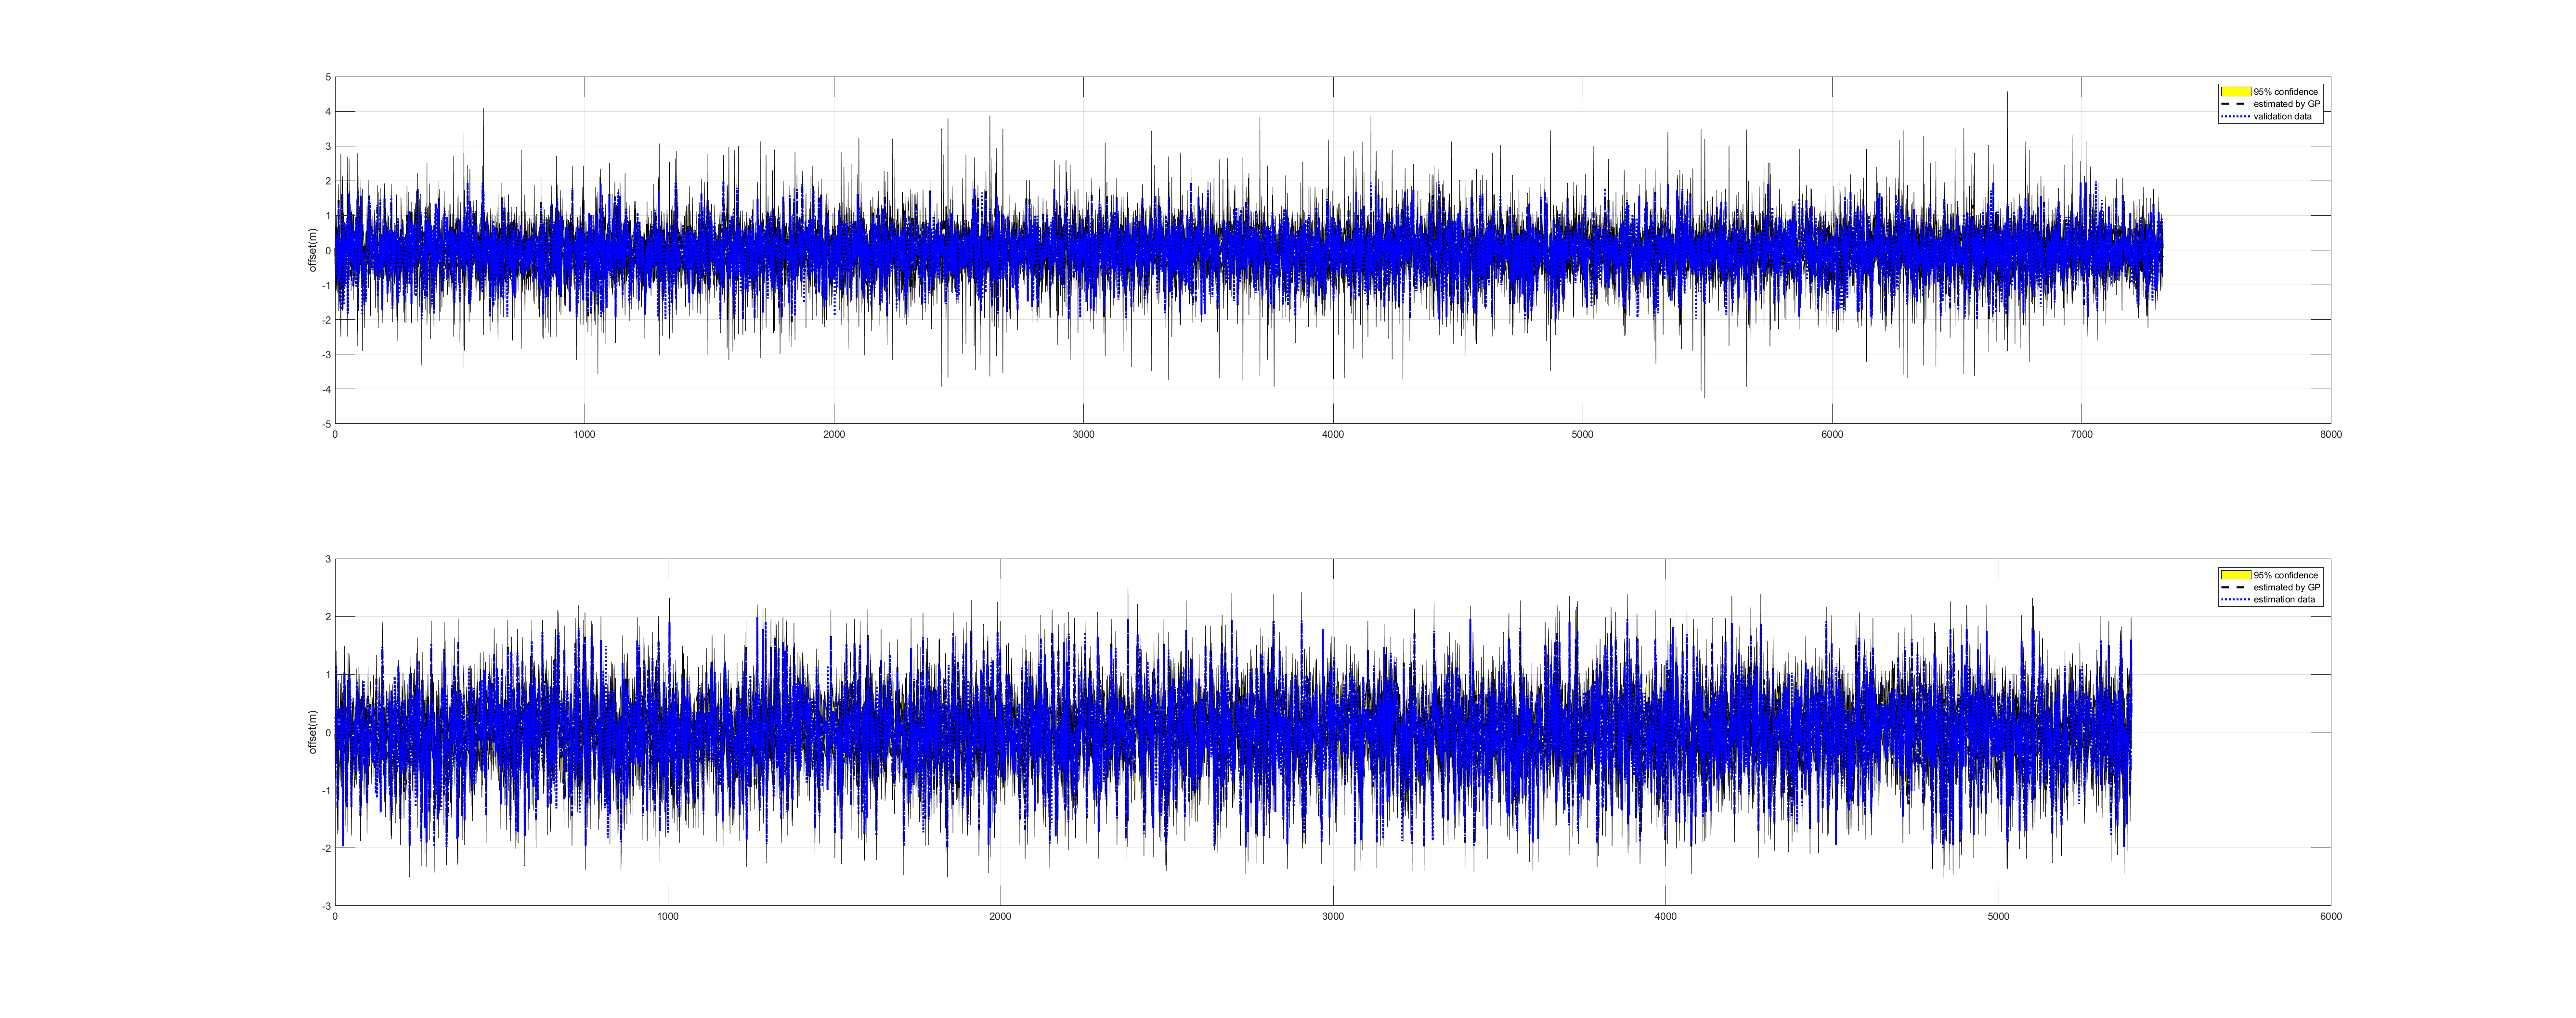 5
4
3
2
1
0
-1
-2
-3
-4
-5
offset(m)
95% confidence
estimated by GP
validation data
0 1000 2000 3000 4000 5000 6000 7000 8000
3
2
1
0
-1
-2
-3
offset(m)
95% confidence
estimated by GP
estimation data
0 1000 2000 3000 4000 5000 6000